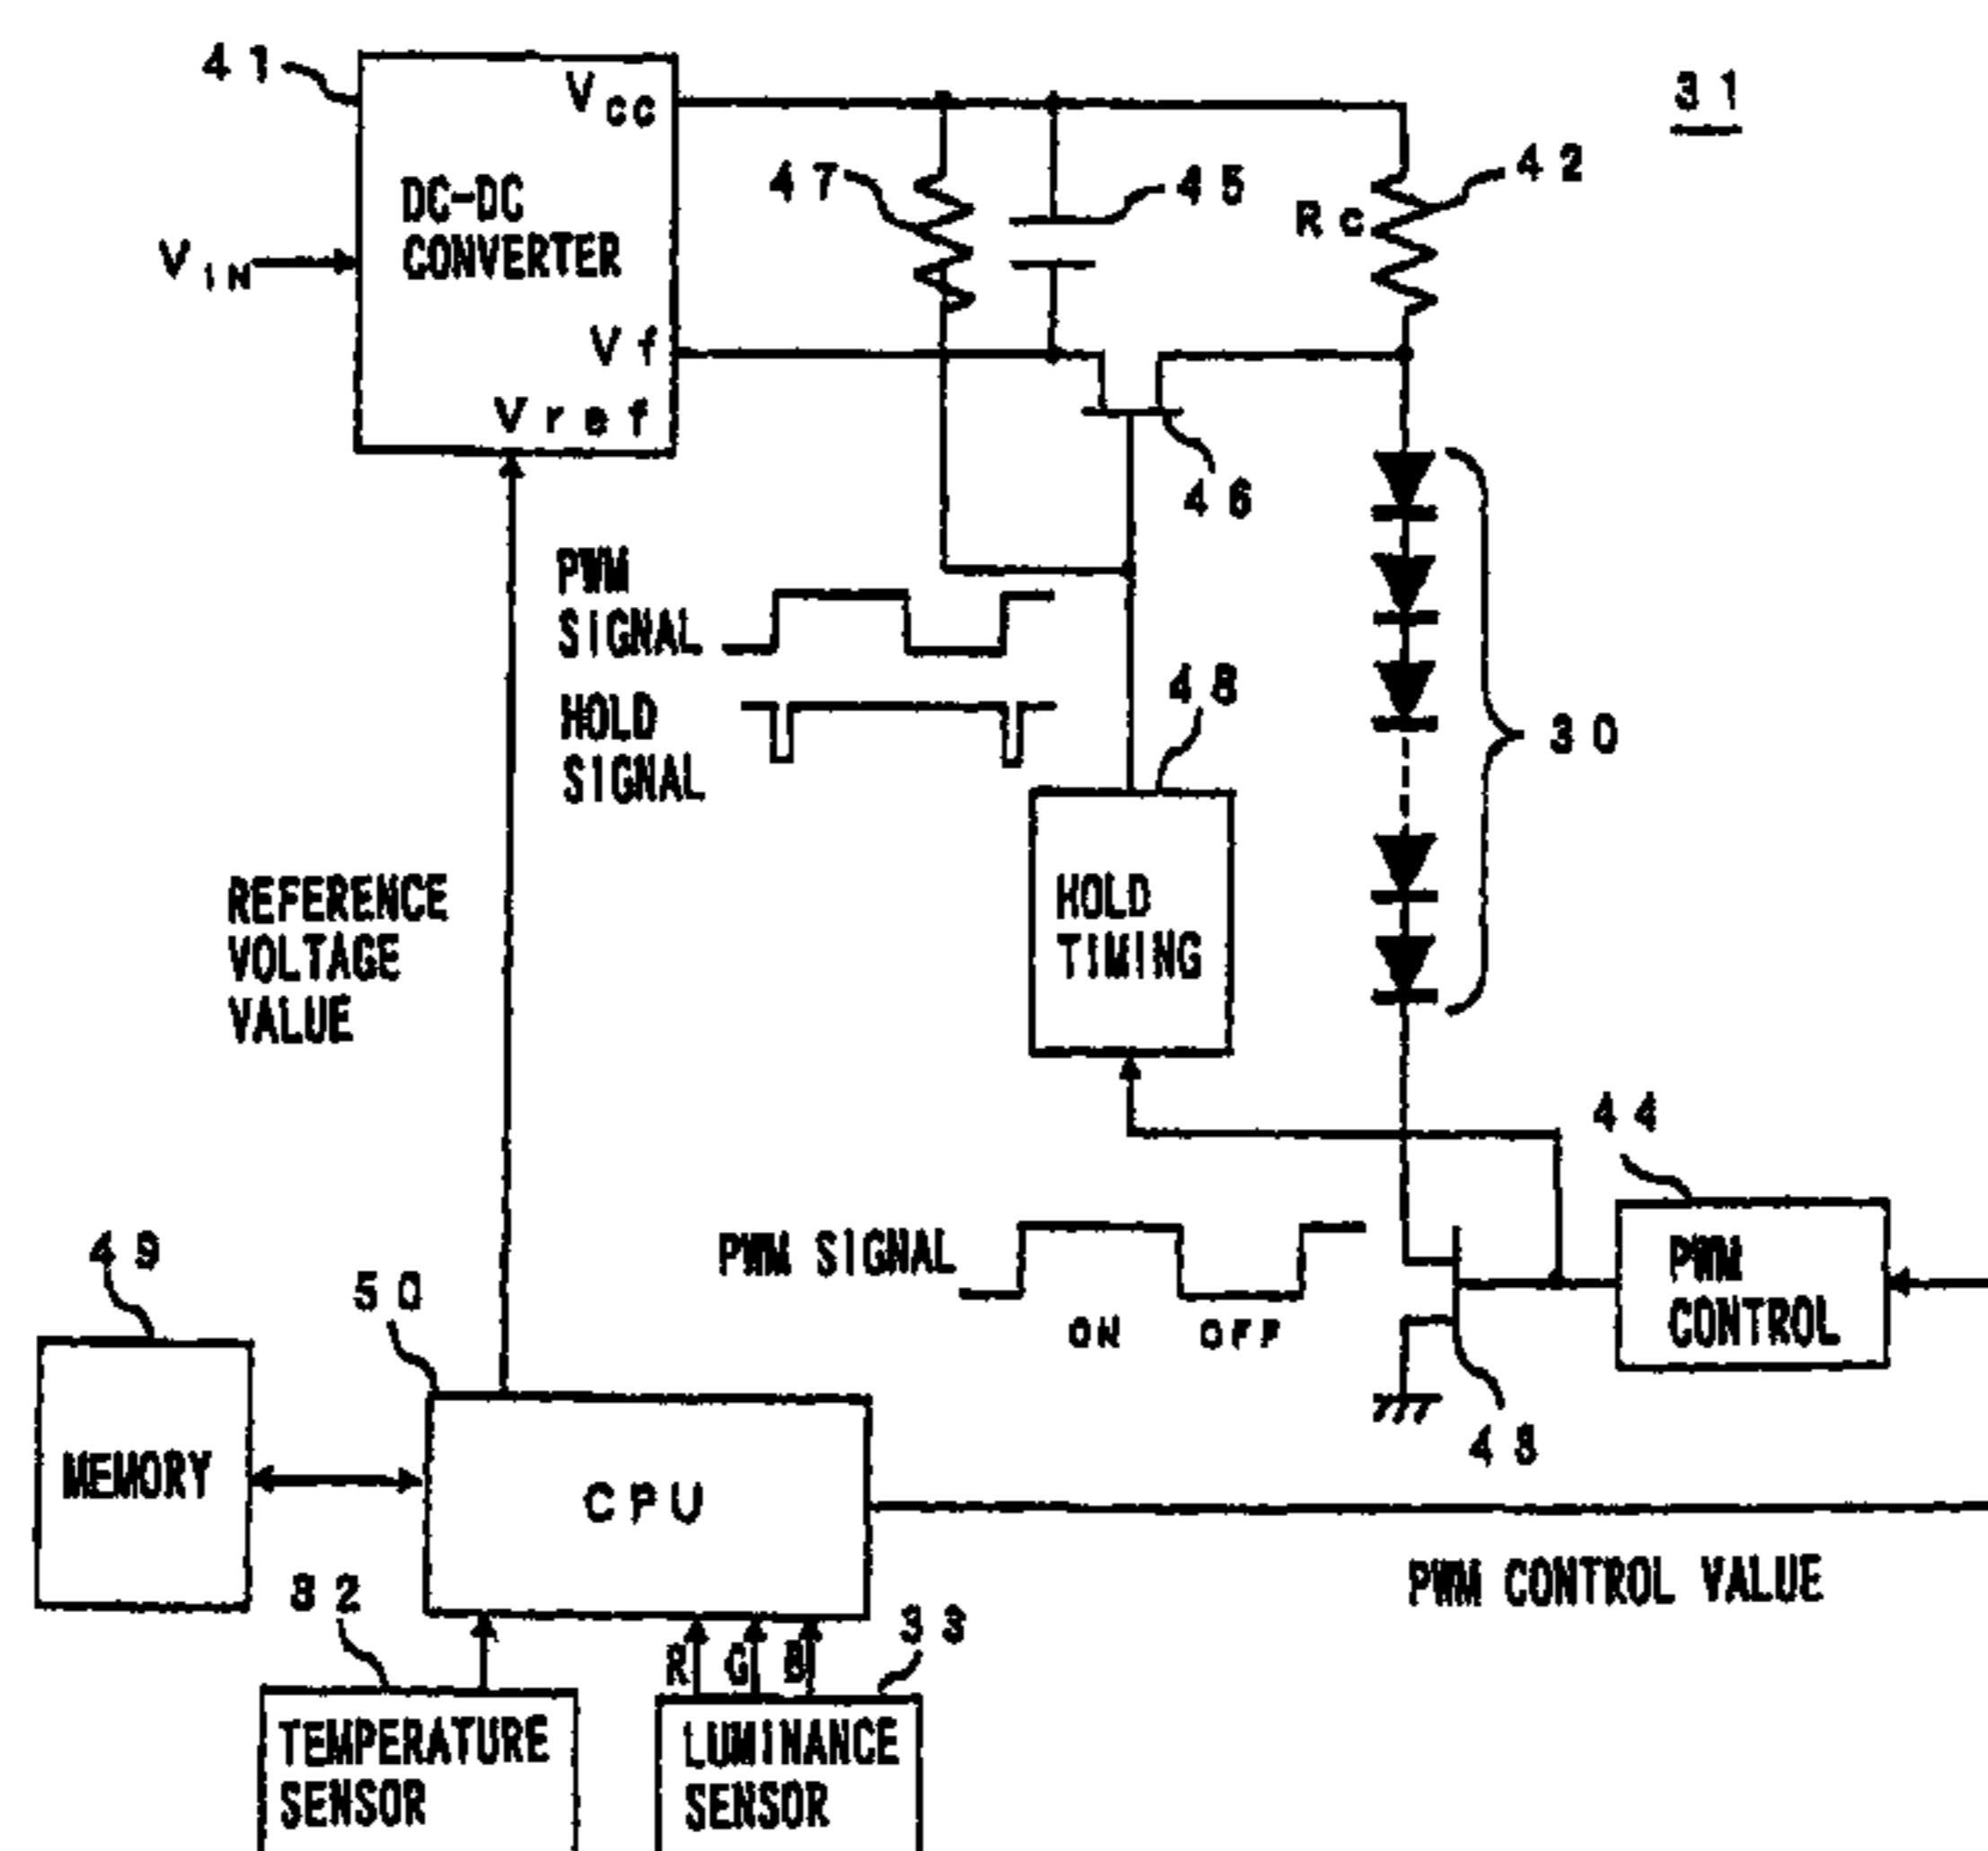 41
VCC
31
47
45
42
DC-DC
CONVERTER
RC
VIN
Vf
Vref
46
PWM
SIGNAL
HOLD
SIGNAL
48
30
REFERENCE
VOLTAGE
VALUE
HOLD
TIMING
44
49
50
PWM SIGNAL
ON OFF
PWM
CONTROL
43
MEMORY
CPU
PWM CONTROL VALUE
32
33
R G B
TEMPERATURE
SENSOR
LUMINANCE
SENSOR